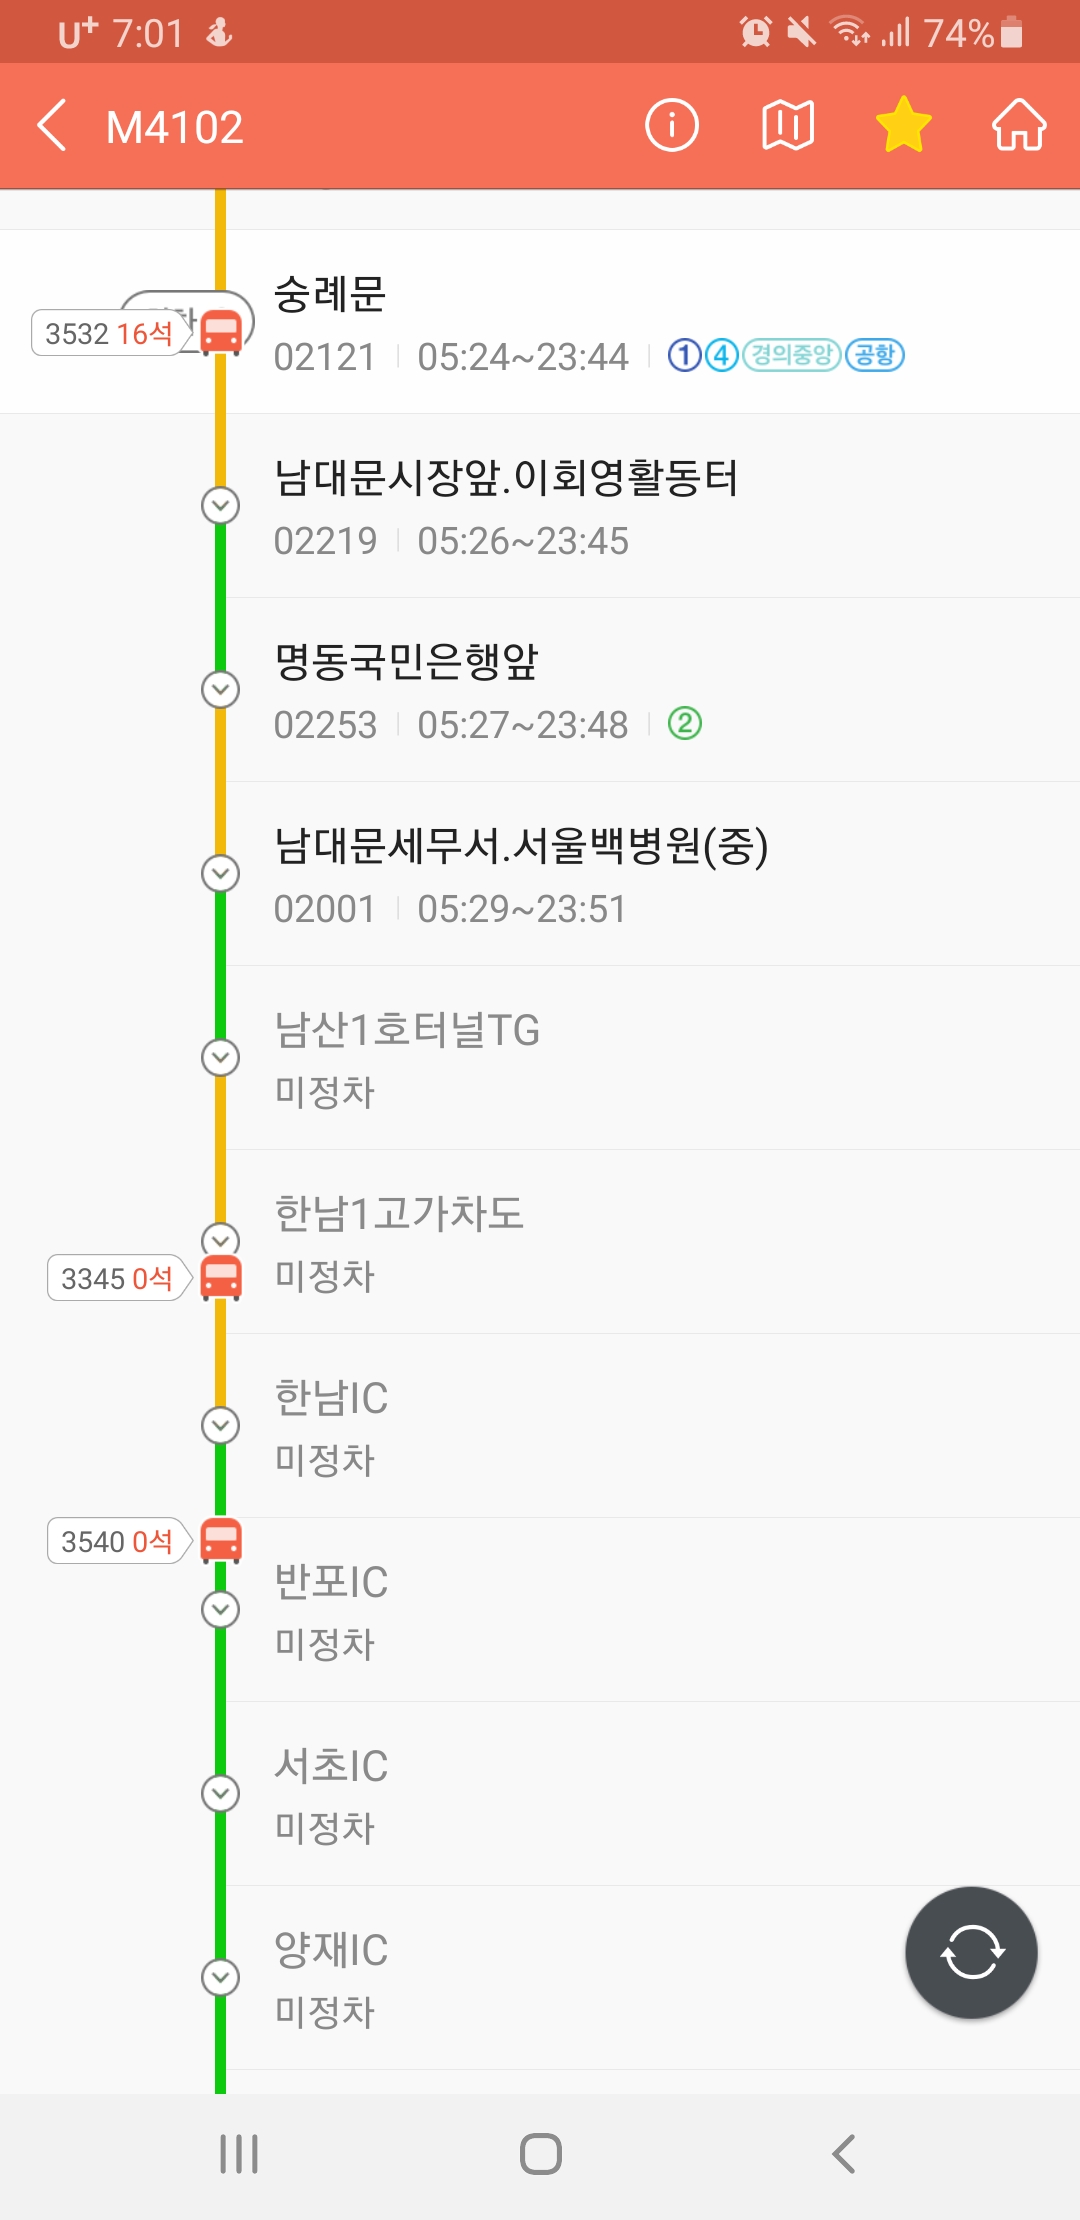 U+ 7:01 74%
M4102
숭례문
3532 16석
02121 05:24~23:44 1 4 경의중앙 공항
남대문시장앞.이회영활동터
02219 05:26~23:45
명동국민은행앞
02253 05:27~23:48 2
남대문세무서.서울백병원(중)
02001 05:29~23:51
남산1호터널TG
미정차
한남1고가차도
3345 0석
미정차
한남IC
미정차
3540 0석
반포IC
미정차
서초IC
미정차
양재IC
미정차